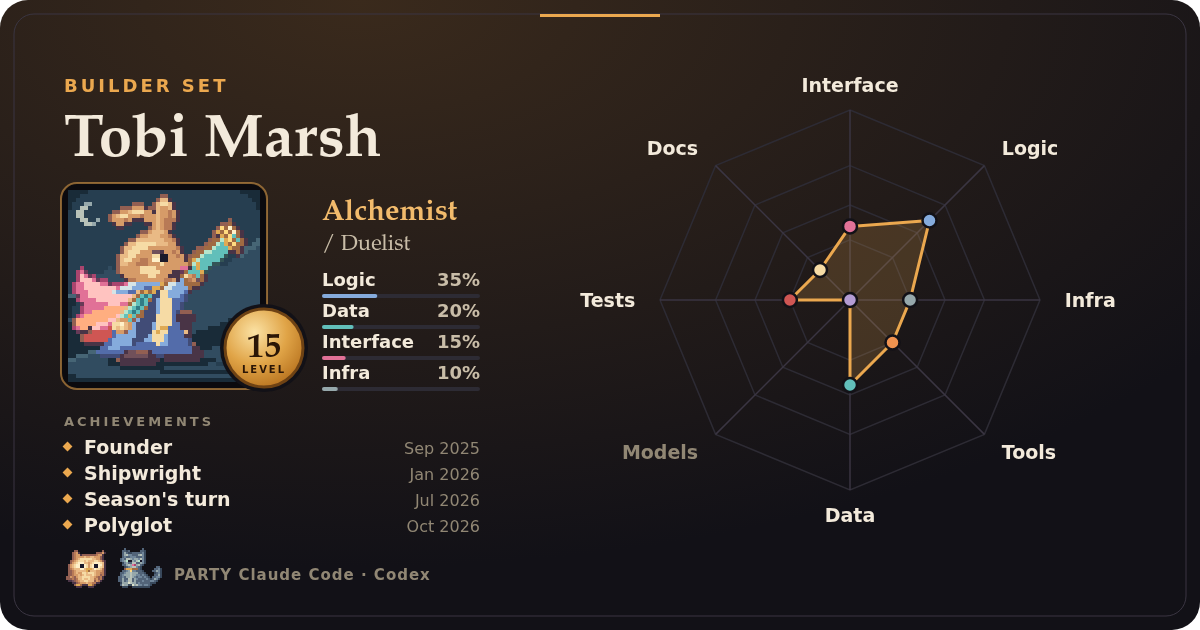 BUILDER SET
Tobi Marsh
Alchemist
/ Duelist
Logic 35%
Data 20%
Interface 15%
Infra 10%
15
LEVEL
ACHIEVEMENTS
Founder Sep 2025
Shipwright Jan 2026
Season's turn Jul 2026
Polyglot Oct 2026
PARTY Claude Code · Codex
Interface
Docs
Logic
Tests
Infra
Models
Tools
Data